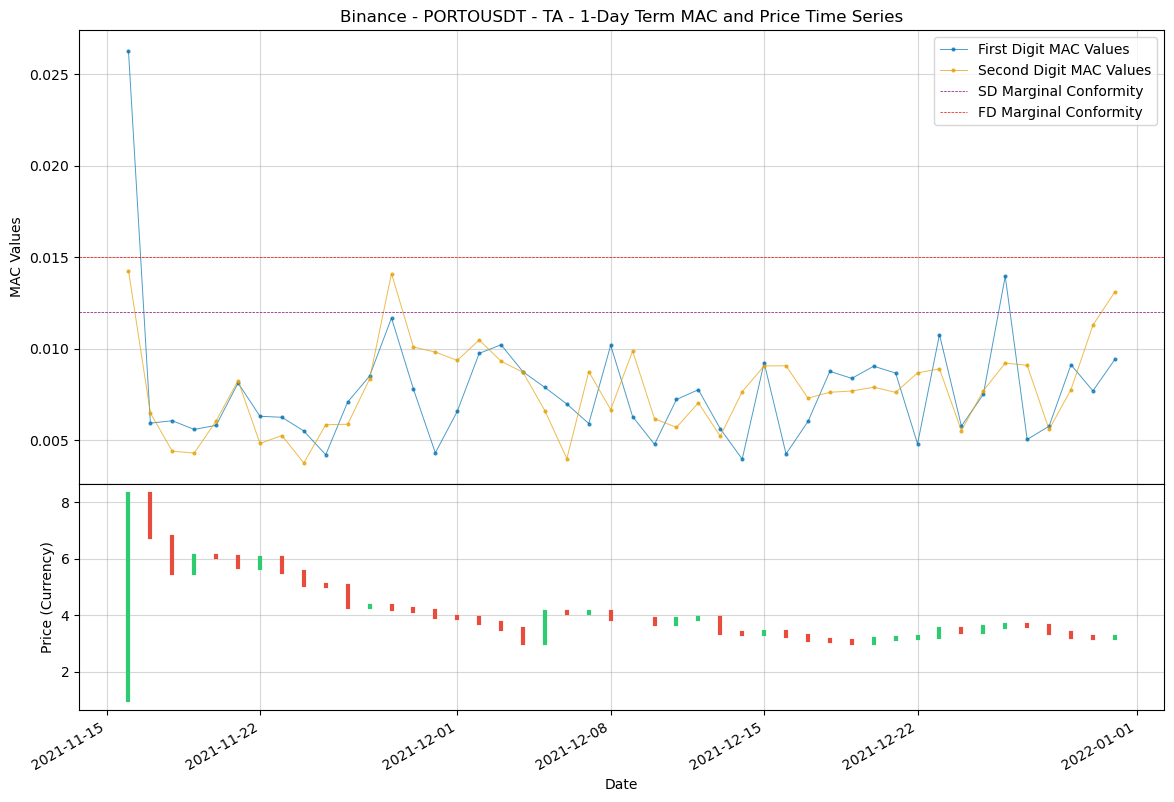 Binance - PORTOUSDT - TA - 1-Day Term MAC and Price Time Series
First Digit MAC Values
Second Digit MAC Values
SD Marginal Conformity
FD Marginal Conformity
MAC Values
0.025
0.020
0.015
0.010
0.005
Price (Currency)
8
6
4
2
2021-11-15
2021-11-22
2021-12-01
2021-12-08
2021-12-15
2021-12-22
2022-01-01
Date